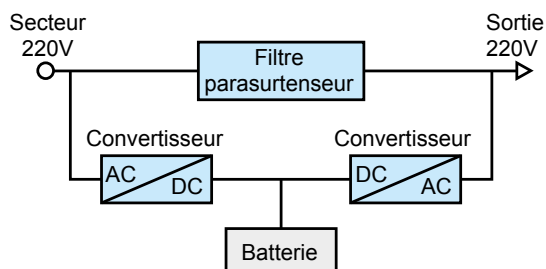 Secteur
220V
Sortie
220V
Filtre
parasurtenseur
Convertisseur
Convertisseur
AC
DC
DC
AC
Batterie